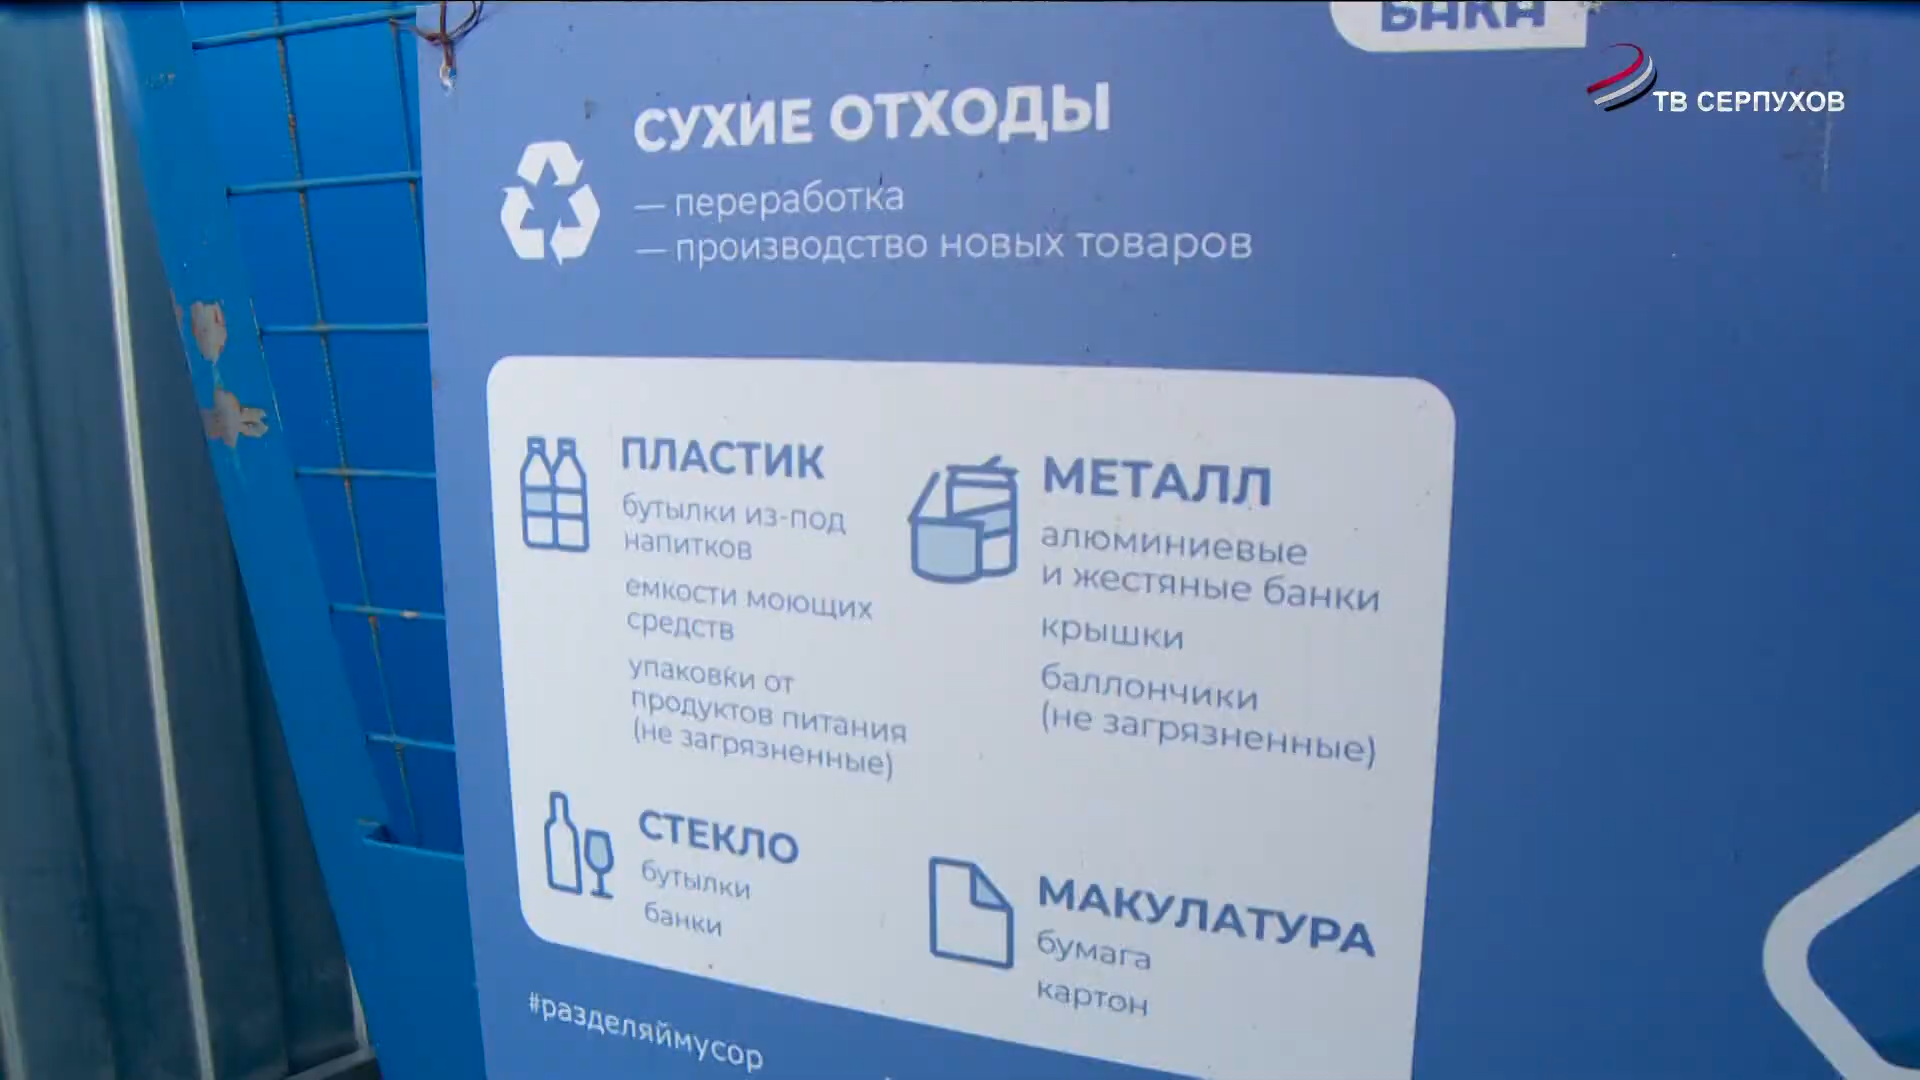 БАКА
ТВ СЕРПУХОВ
СУХИЕ ОТХОДЫ
— переработка
— производство новых товаров
ПЛАСТИК
бутылки из-под
напитков
емкости моющих
средств
упаковки от
продуктов питания
(не загрязненные)
МЕТАЛЛ
алюминиевые
и жестяные банки
крышки
баллончики
(не загрязненные)
СТЕКЛО
бутылки
банки
МАКУЛАТУРА
бумага
картон
#разделяймусор